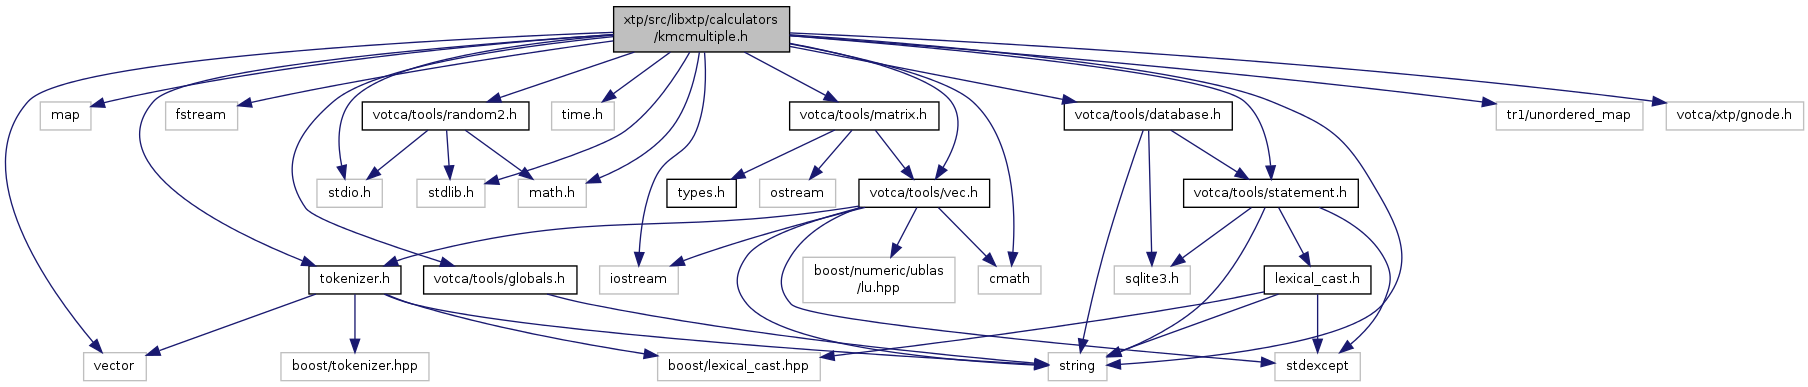 xtp/src/libxtp/calculators
/kmcmultiple.h
map
fstream
votca/tools/random2.h
time.h
votca/tools/matrix.h
votca/tools/database.h
tr1/unordered_map
votca/xtp/gnode.h
stdio.h
stdlib.h
math.h
types.h
ostream
votca/tools/vec.h
votca/tools/statement.h
tokenizer.h
votca/tools/globals.h
iostream
boost/numeric/ublas
/lu.hpp
cmath
sqlite3.h
lexical_cast.h
vector
boost/tokenizer.hpp
boost/lexical_cast.hpp
string
stdexcept